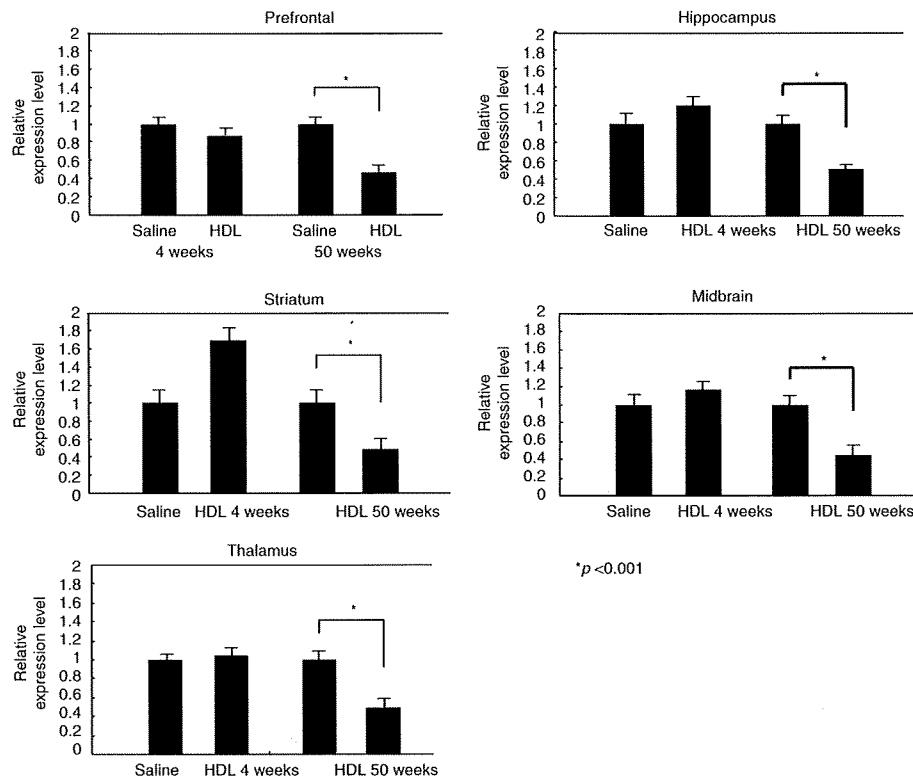 Prefrontal
Relative
expression level
2
1.8
1.6
1.4
1.2
1
0.8
0.6
0.4
0.2
0
*
Saline HDL Saline HDL
4 weeks 50 weeks
Hippocampus
Relative
expression level
2
1.8
1.6
1.4
1.2
1
0.8
0.6
0.4
0.2
0
*
Saline HDL 4 weeks HDL 50 weeks
Striatum
Relative
expression level
2
1.8
1.6
1.4
1.2
1
0.8
0.6
0.4
0.2
0
*
Saline HDL 4 weeks HDL 50 weeks
Midbrain
Relative
expression level
2
1.8
1.6
1.4
1.2
1
0.8
0.6
0.4
0.2
0
*
Saline HDL 4 weeks HDL 50 weeks
Thalamus
Relative
expression level
2
1.8
1.6
1.4
1.2
1
0.8
0.6
0.4
0.2
0
*
Saline HDL 4 weeks HDL 50 weeks
*p <0.001